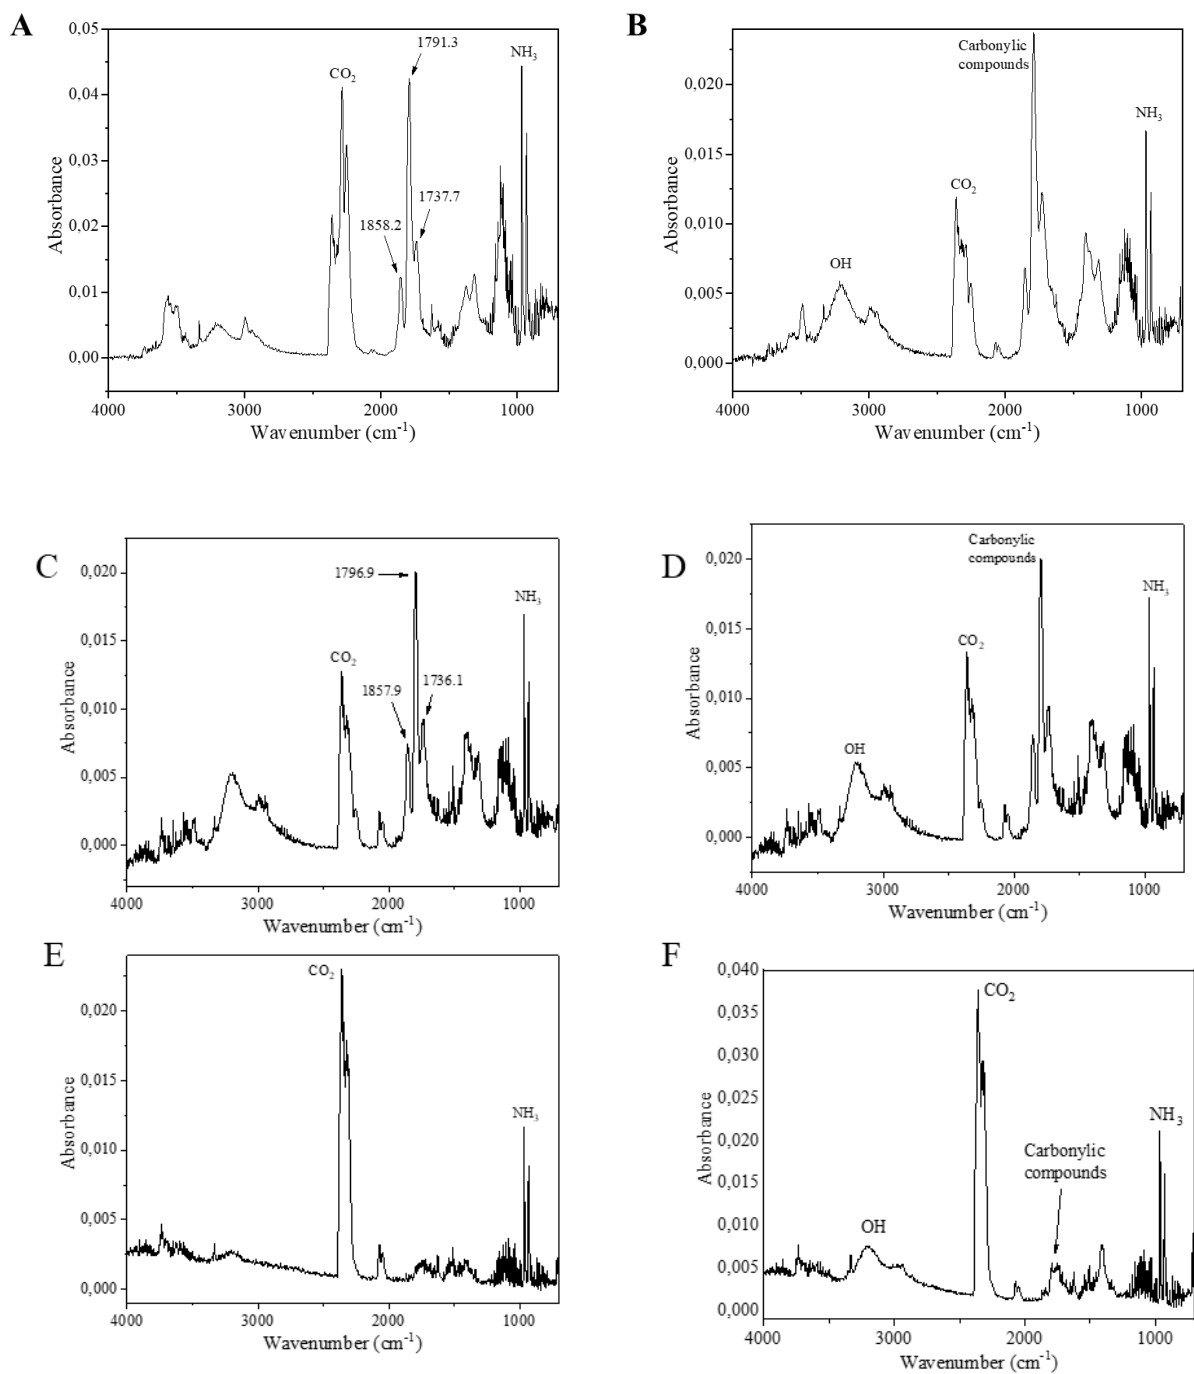 A
0,05
0,04
0,03
0,02
0,01
0,00
Absorbance
CO2
1791.3
1858.2
1737.7
NH3
4000 3000 2000 1000
Wavenumber (cm-1)
B
0,020
0,015
0,010
0,005
0,000
Absorbance
Carbonylic
compounds
NH3
CO2
OH
4000 3000 2000 1000
Wavenumber (cm-1)
C
0,020
0,015
0,010
0,005
0,000
Absorbance
1796.9
CO2
1857.9
1736.1
NH3
4000 3000 2000 1000
Wavenumber (cm-1)
D
0,020
0,015
0,010
0,005
0,000
Absorbance
Carbonylic
compounds
NH3
CO2
OH
4000 3000 2000 1000
Wavenumber (cm-1)
E
0,020
0,015
0,010
0,005
0,000
Absorbance
CO2
NH3
4000 3000 2000 1000
Wavenumber (cm-1)
F
0,040
0,035
0,030
0,025
0,020
0,015
0,010
0,005
0,000
Absorbance
CO2
NH3
Carbonylic
compounds
OH
4000 3000 2000 1000
Wavenumber (cm-1)